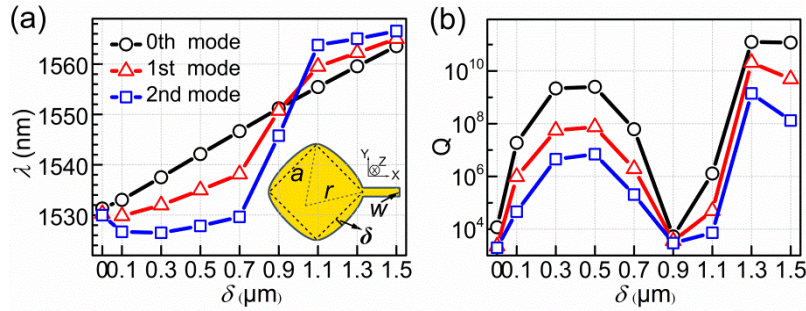 (a)
(b)
0th mode
1st mode
2nd mode
λ (nm)
1560
1550
1540
1530
0 0.1 0.3 0.5 0.7 0.9 1.1 1.3 1.5
δ (μm)
a
r
w
δ
Y
Z
X
Q
10^10
10^8
10^6
10^4
0 0.1 0.3 0.5 0.7 0.9 1.1 1.3 1.5
δ (μm)